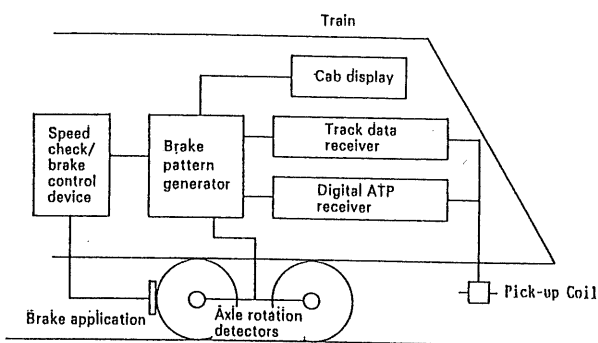 Train
Cab display
Speed
check/
brake
control
device
Brake
pattern
generator
Track data
receiver
Digital ATP
receiver
Pick-up Coil
Brake application
Axle rotation
detectors